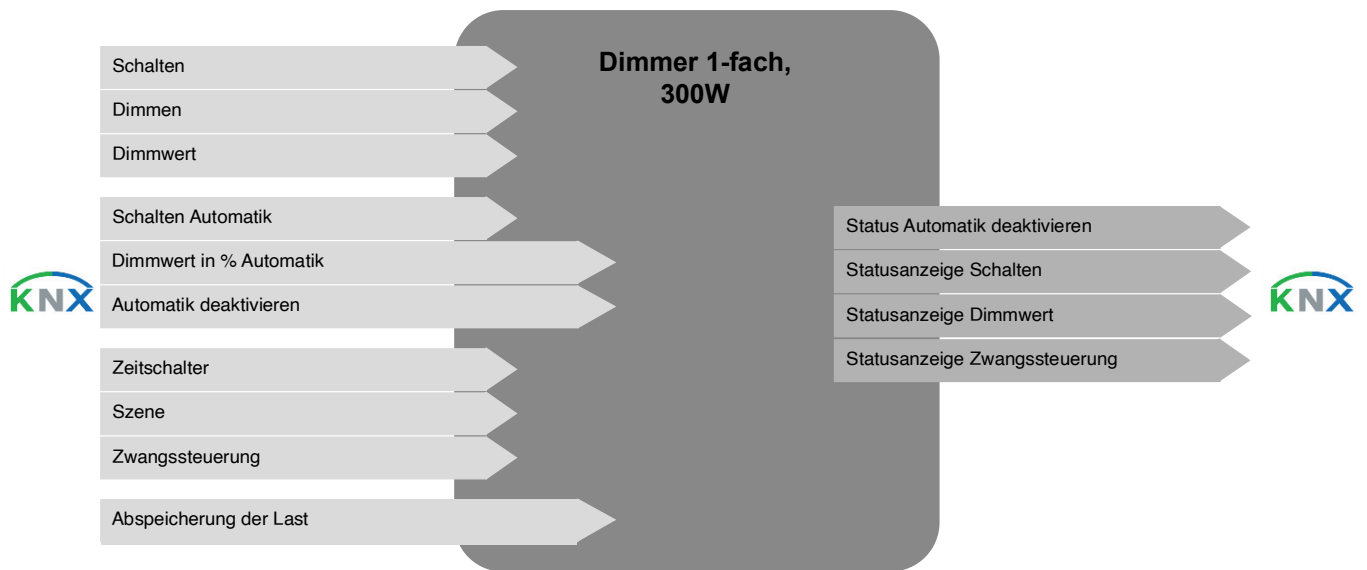 Dimmer 1-fach,
300W
Schalten
Dimmen
Dimmwert
Schalten Automatik
Dimmwert in % Automatik
Automatik deaktivieren
Zeitschalter
Szene
Zwangssteuerung
Abspeicherung der Last
KNX
Status Automatik deaktivieren
Statusanzeige Schalten
Statusanzeige Dimmwert
Statusanzeige Zwangssteuerung
KNX